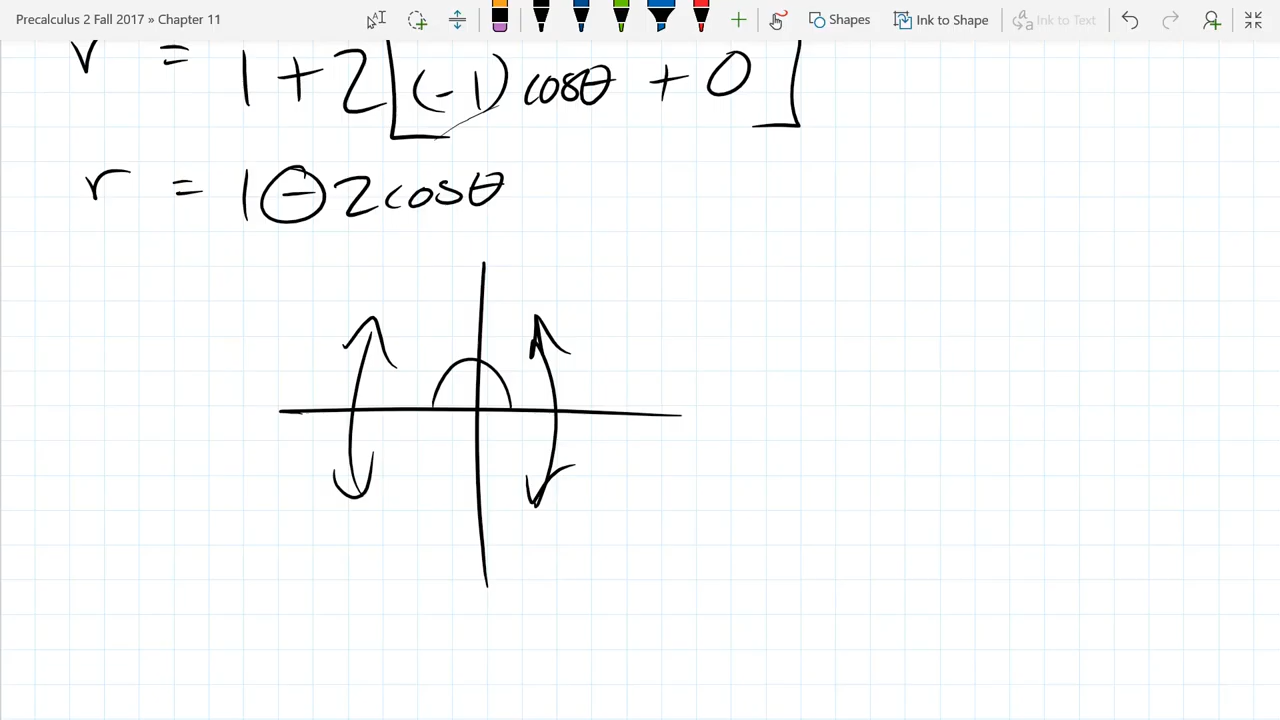 Precalculus 2 Fall 2017 » Chapter 11
Shapes
Ink to Shape
Ink to Text
r = 1 + 2[(-1)cosθ + 0]
r = 1 - 2cosθ